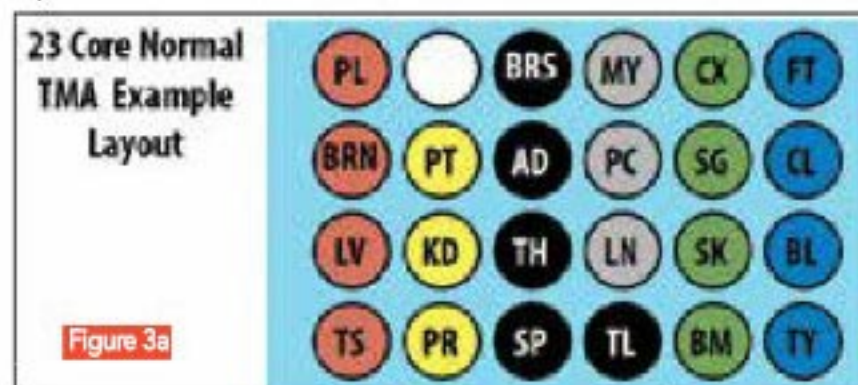 23 Core Normal
TMA Example
Layout
PL BRS MY CX FT
BRN PT AD PC SG CL
LV KD TH LN SK BL
TS PR SP TL BM TY
Figure 3a